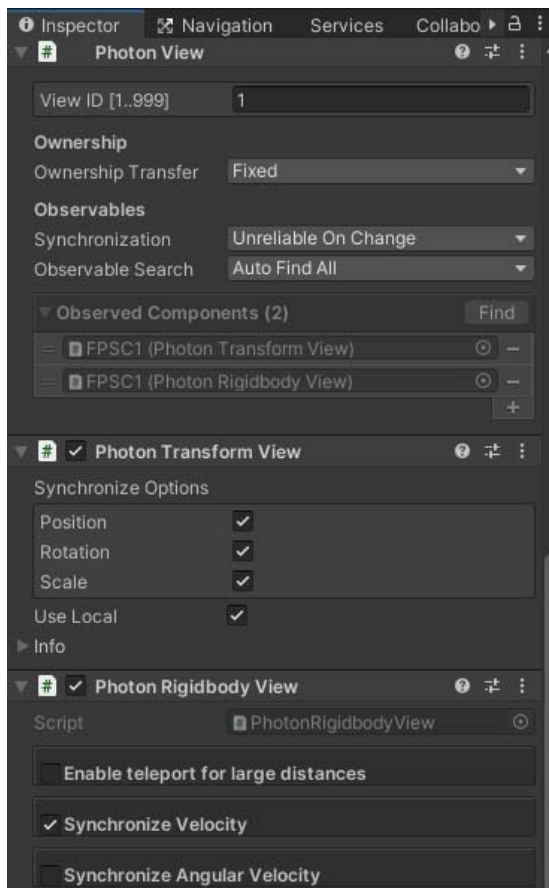 Inspector Navigation Services Collabo
# Photon View
View ID [1..999] 1
Ownership
Ownership Transfer Fixed
Observables
Synchronization Unreliable On Change
Observable Search Auto Find All
Observed Components (2) Find
FPSC1 (Photon Transform View)
FPSC1 (Photon Rigidbody View)
# Photon Transform View
Synchronize Options
Position
Rotation
Scale
Use Local
Info
# Photon Rigidbody View
Script PhotonRigidbodyView
Enable teleport for large distances
Synchronize Velocity
Synchronize Angular Velocity